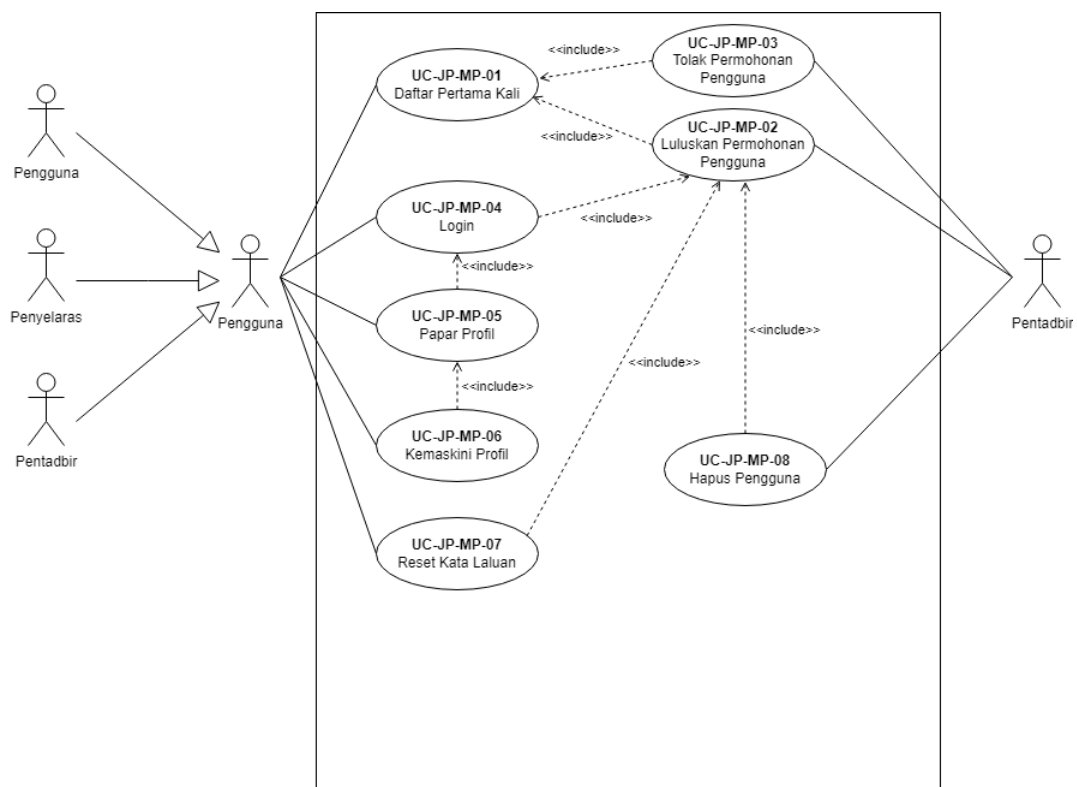 UC-JP-MP-03
Tolak Permohonan
Pengguna
<<include>>
UC-JP-MP-01
Daftar Pertama Kali
UC-JP-MP-02
Luluskan Permohonan
Pengguna
<<include>>
Pengguna
UC-JP-MP-04
Login
<<include>>
<<include>>
Penyelaras
Pengguna
UC-JP-MP-05
Papar Profil
<<include>>
Pentadbir
<<include>>
<<include>>
UC-JP-MP-06
Kemaskini Profil
Pentadbir
UC-JP-MP-08
Hapus Pengguna
UC-JP-MP-07
Reset Kata Laluan